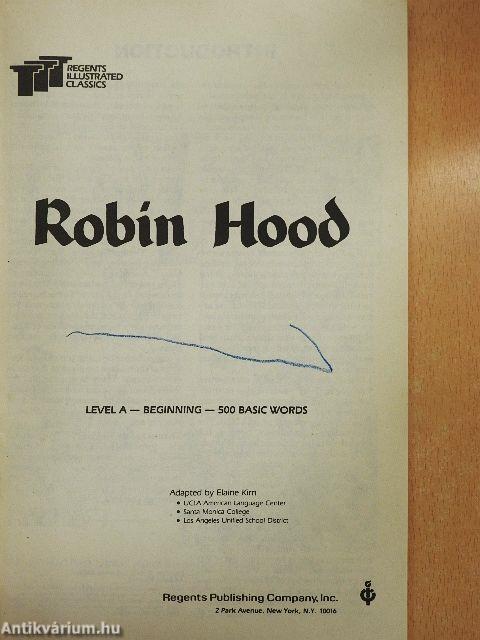 REGENTS
ILLUSTRATED
CLASSICS
Robin Hood
LEVEL A — BEGINNING — 500 BASIC WORDS
Adapted by Elaine Kirn
• UCLA American Language Center
• Santa Monica College
• Los Angeles Unified School District
Regents Publishing Company, Inc.
2 Park Avenue, New York, N.Y. 10016
Antikvárium.hu